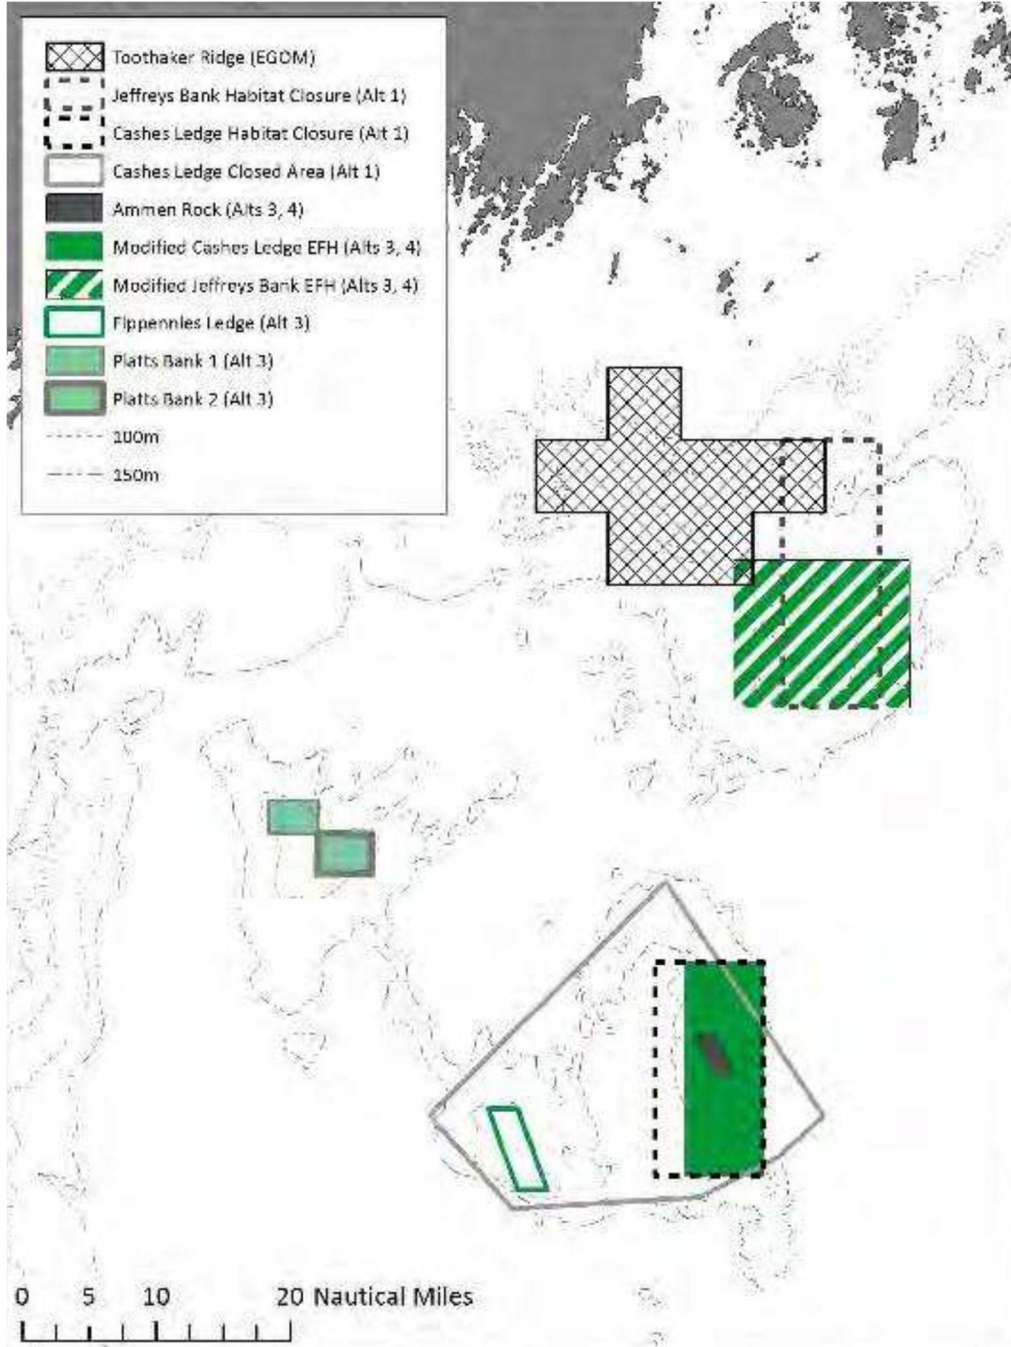 Toothaker Ridge (EGOM)
Jeffreys Bank Habitat Closure (Alt 1)
Cashes Ledge Habitat Closure (Alt 1)
Cashes Ledge Closed Area (Alt 1)
Ammen Rock (Alts 3, 4)
Modified Cashes Ledge EFH (Alts 3, 4)
Modified Jeffreys Bank EFH (Alts 3, 4)
Fippennies Ledge (Alt 3)
Platts Bank 1 (Alt 3)
Platts Bank 2 (Alt 3)
100m
150m
0 5 10 20 Nautical Miles